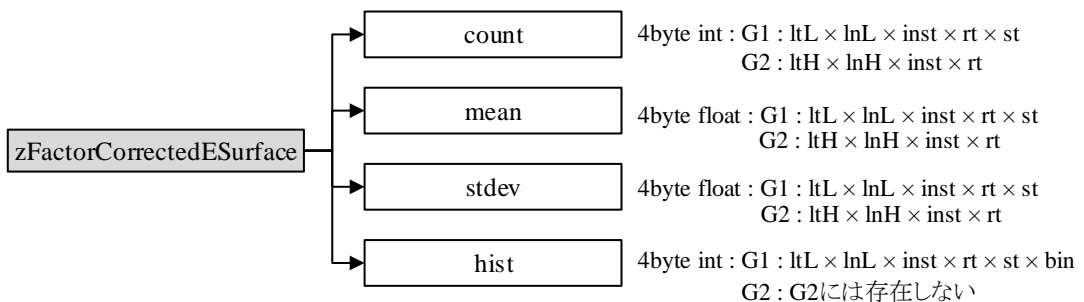 count
4byte int : G1 : ltL × lnL × inst × rt × st
G2 : ltH × lnH × inst × rt
mean
4byte float : G1 : ltL × lnL × inst × rt × st
G2 : ltH × lnH × inst × rt
zFactorCorrectedESurface
stdev
4byte float : G1 : ltL × lnL × inst × rt × st
G2 : ltH × lnH × inst × rt
hist
4byte int : G1 : ltL × lnL × inst × rt × st × bin
G2 : G2には存在しない